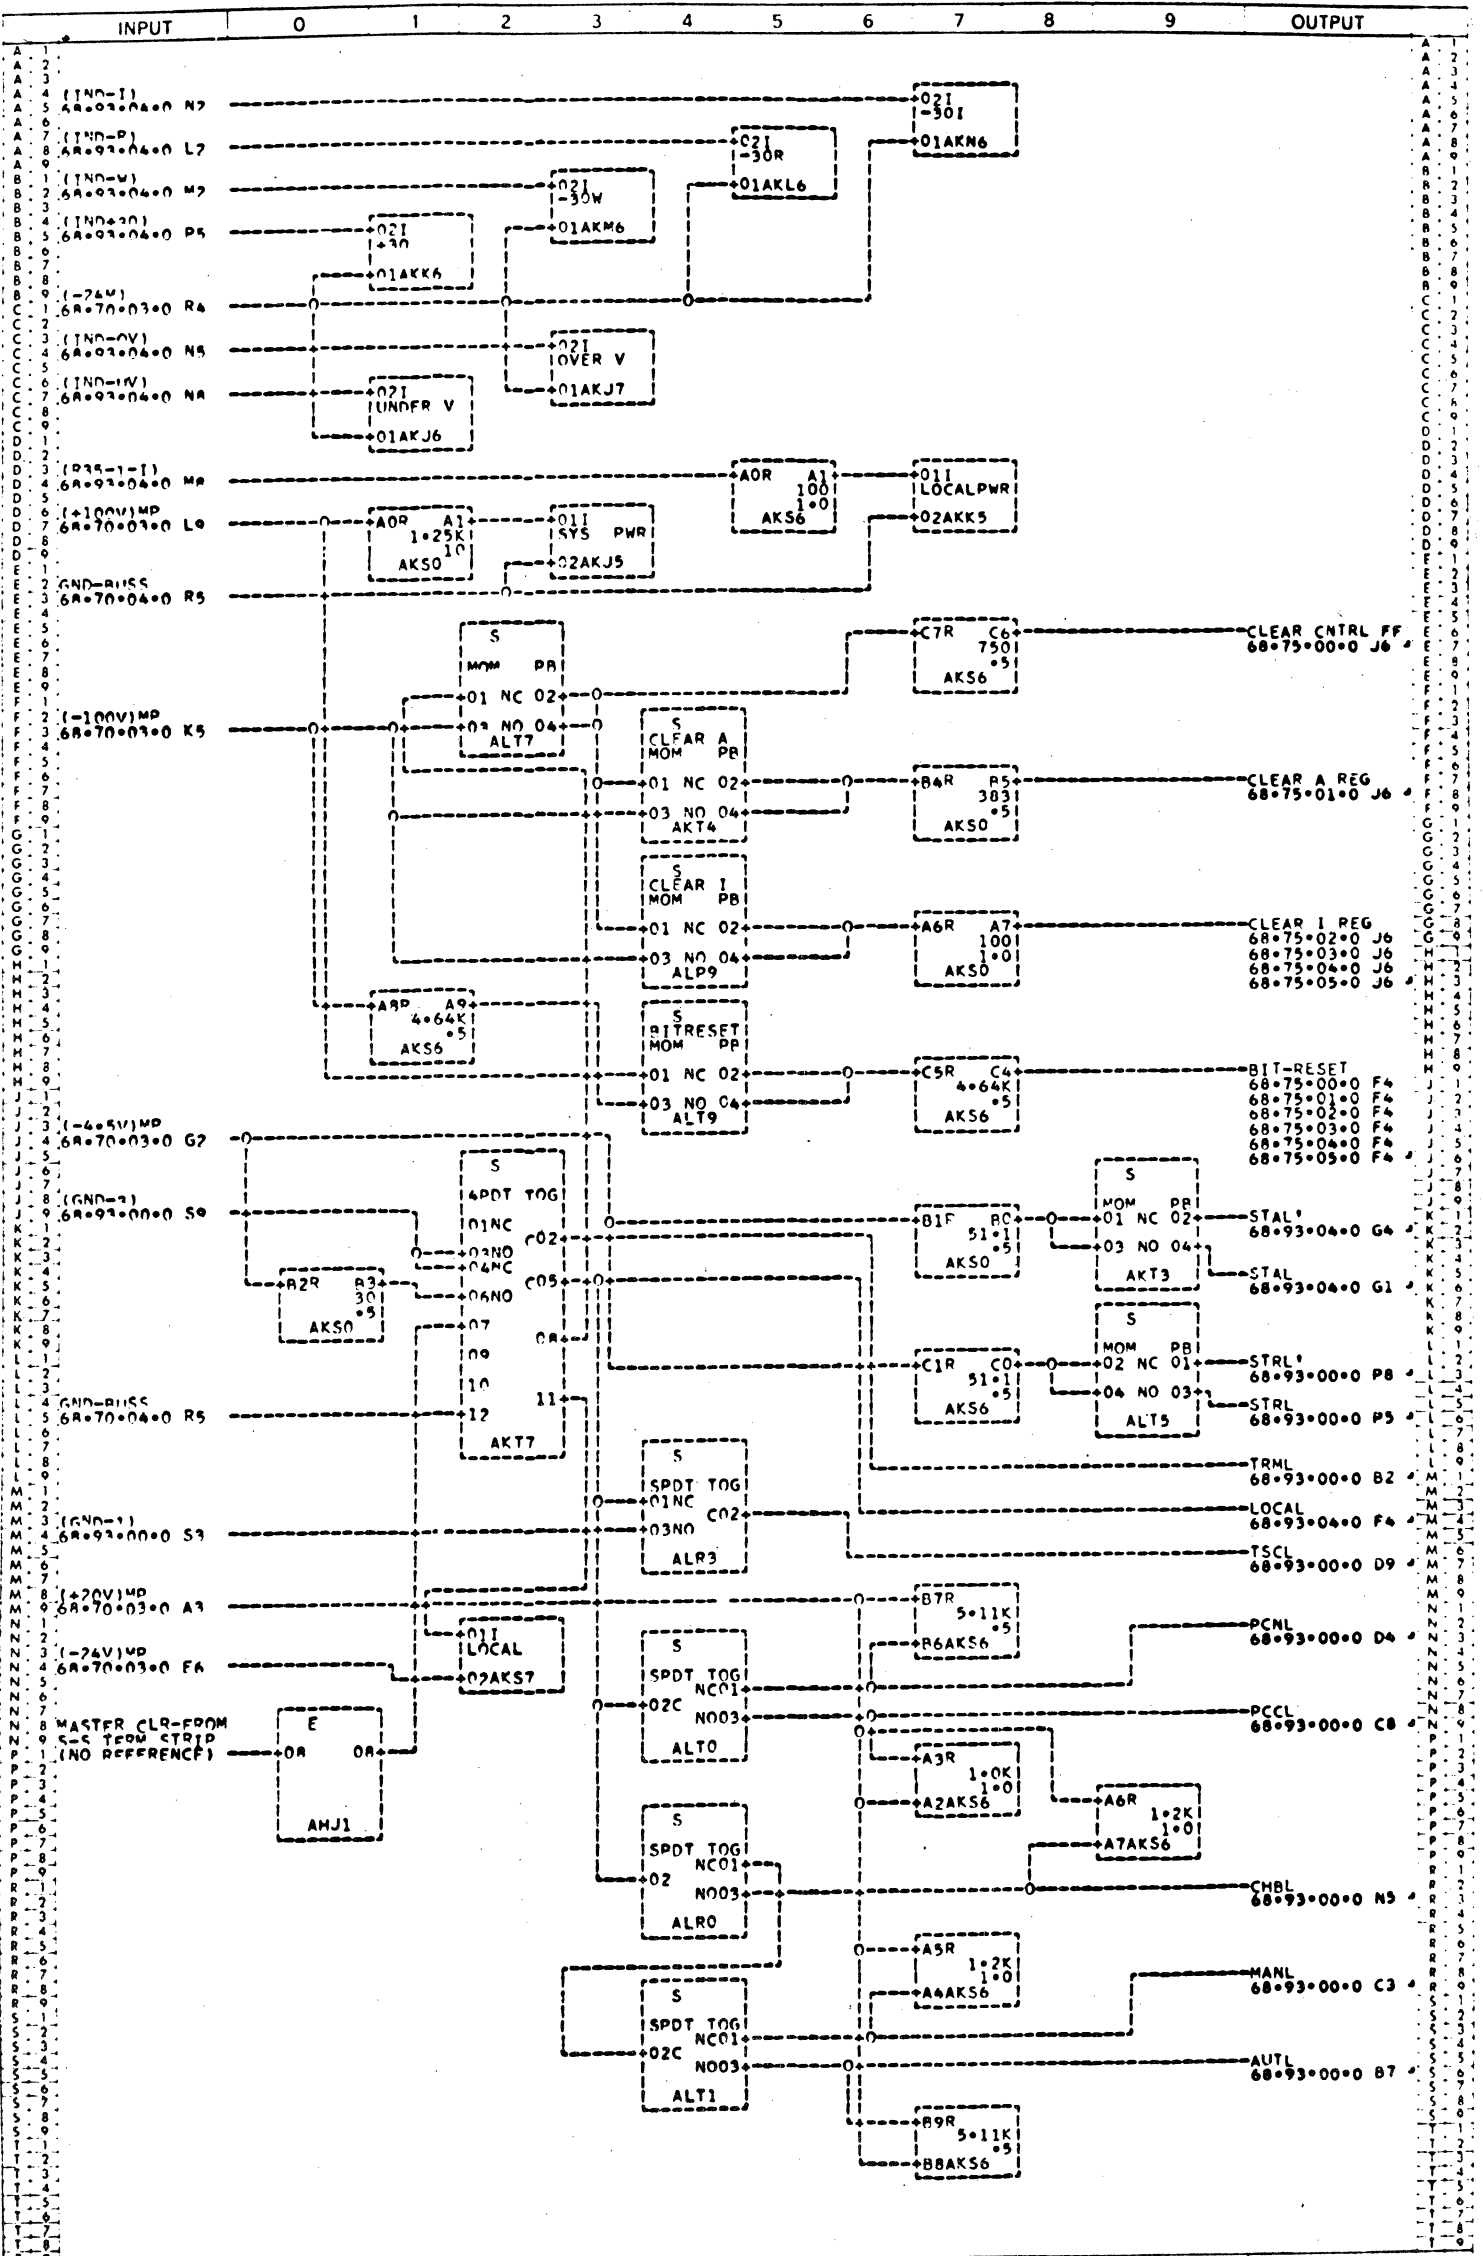 INPUT 0 1 2 3 4 5 6 7 8 9 OUTPUT
(IND-I)
68•93•04•0 N2
02I
-30I
01AKN6
(IND-R)
68•93•04•0 L2
02I
-30R
01AKL6
(IND-W)
68•93•04•0 M2
02I
-30W
01AKM6
(IND+30)
68•93•04•0 P5
02I
+30
01AKK6
(-24V)
68•70•03•0 R4
(IND-OV)
68•93•04•0 N5
02I
OVER V
01AKJ7
(IND-UV)
68•93•04•0 N8
02I
UNDER V
01AKJ6
(R35-1-I)
68•93•04•0 M8
A0R A1
100
1•0
AKS6
01I
LOCALPWR
02AKK5
(+100V)MP
68•70•03•0 L9
A0R A1
1•25K
10
AKS0
01I
SYS PWR
02AKJ5
GND-BUSS
68•70•04•0 R5
S
MOM PB
01 NC 02
03 NO 04
ALT7
C7R C6
750
•5
AKS6
CLEAR CNTRL FF
68•75•00•0 J6
(-100V)MP
68•70•03•0 K5
S
CLEAR A
MOM PB
01 NC 02
03 NO 04
AKT4
B4R B5
383
•5
AKS0
CLEAR A REG
68•75•01•0 J6
S
CLEAR I
MOM PB
01 NC 02
03 NO 04
ALP9
A6R A7
100
1•0
AKS0
CLEAR I REG
68•75•02•0 J6
68•75•03•0 J6
68•75•04•0 J6
68•75•05•0 J6
A8R A9
4•64K
•5
AKS6
S
BITRESET
MOM PB
01 NC 02
03 NO 04
ALT9
C5R C4
4•64K
•5
AKS6
BIT-RESET
68•75•00•0 F4
68•75•01•0 F4
68•75•02•0 F4
68•75•03•0 F4
68•75•04•0 F4
68•75•05•0 F4
(-4•5V)MP
68•70•03•0 G2
(GND-3)
68•93•00•0 S9
S
4PDT TOG
01NC
C02
03NO
04NC
C05
06NO
07
08
09
10
11
12
AKT7
B2R B3
30
•5
AKS0
B1R B0
51•1
•5
AKS0
S
MOM PB
01 NC 02
03 NO 04
AKT3
STAL'
68•93•04•0 G4
STAL
68•93•04•0 G1
C1R C0
51•1
•5
AKS6
S
MOM PB
02 NC 01
04 NO 03
ALT5
STRL'
68•93•00•0 P8
STRL
68•93•00•0 P5
GND-BUSS
68•70•04•0 R5
TRML
68•93•00•0 B2
LOCAL
68•93•04•0 F4
S
SPDT TOG
01NC
C02
03NO
ALR3
(GND-1)
68•93•00•0 S3
TSCL
68•93•00•0 D9
(+20V)MP
68•70•03•0 A3
B7R
5•11K
•5
B6AKS6
01I
LOCAL
02AKS7
(-24V)MP
68•70•03•0 F6
S
SPDT TOG
NC01
02C
NO03
ALT0
PCNL
68•93•00•0 D4
PCCL
68•93•00•0 C8
MASTER CLR-FROM
S-S TERM STRIP
(NO REFERENCE)
E
0A 0A
AHJ1
A3R
1•0K
1•0
A2AKS6
A6R
1•2K
1•0
A7AKS6
S
SPDT TOG
NC01
02
NO03
ALR0
CHBL
68•93•00•0 N5
A5R
1•2K
1•0
A4AKS6
MANL
68•93•00•0 C3
S
SPDT TOG
NC01
02C
NO03
ALT1
AUTL
68•93•00•0 B7
B9R
5•11K
•5
B8AKS6